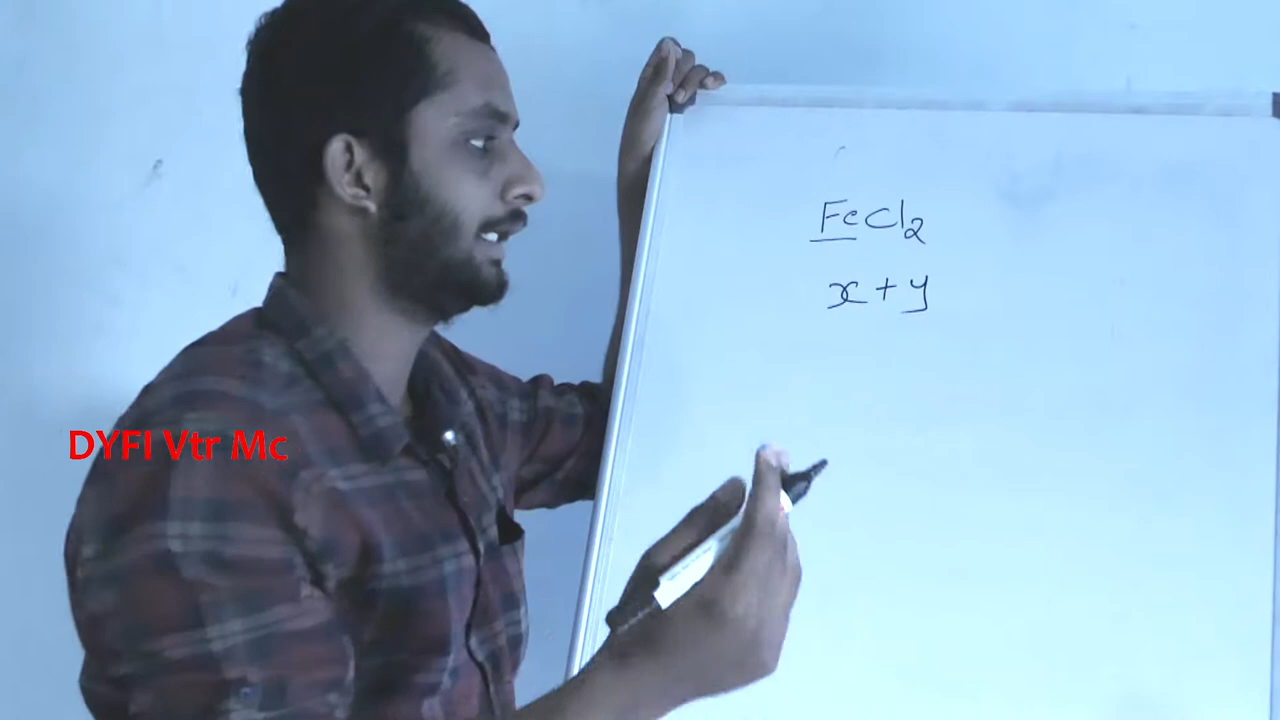 FeCl₂
x + y
DYFI Vtr Mc